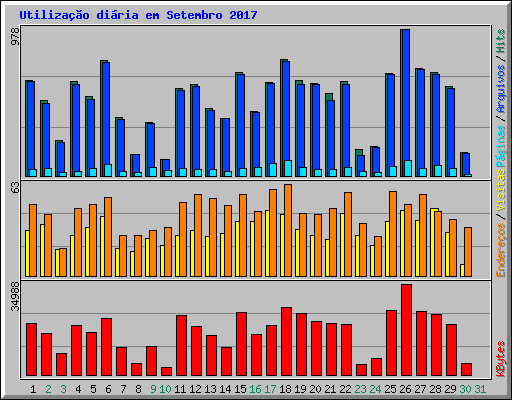 Utilização diária em Setembro 2017
978
63
34988
Endereços / Visitas Páginas / Arquivos / Hits
KBytes
1 2 3 4 5 6 7 8 9 10 11 12 13 14 15 16 17 18 19 20 21 22 23 24 25 26 27 28 29 30 31